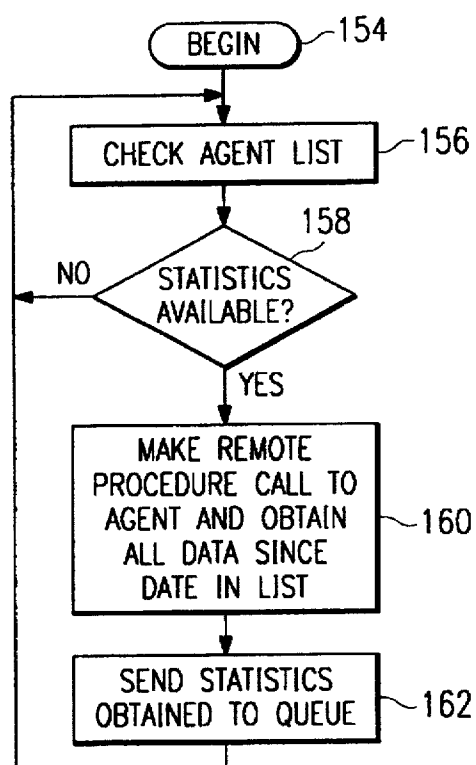 BEGIN
154
CHECK AGENT LIST
156
158
NO
STATISTICS
AVAILABLE?
YES
MAKE REMOTE
PROCEDURE CALL TO
AGENT AND OBTAIN
ALL DATA SINCE
DATE IN LIST
160
SEND STATISTICS
OBTAINED TO QUEUE
162